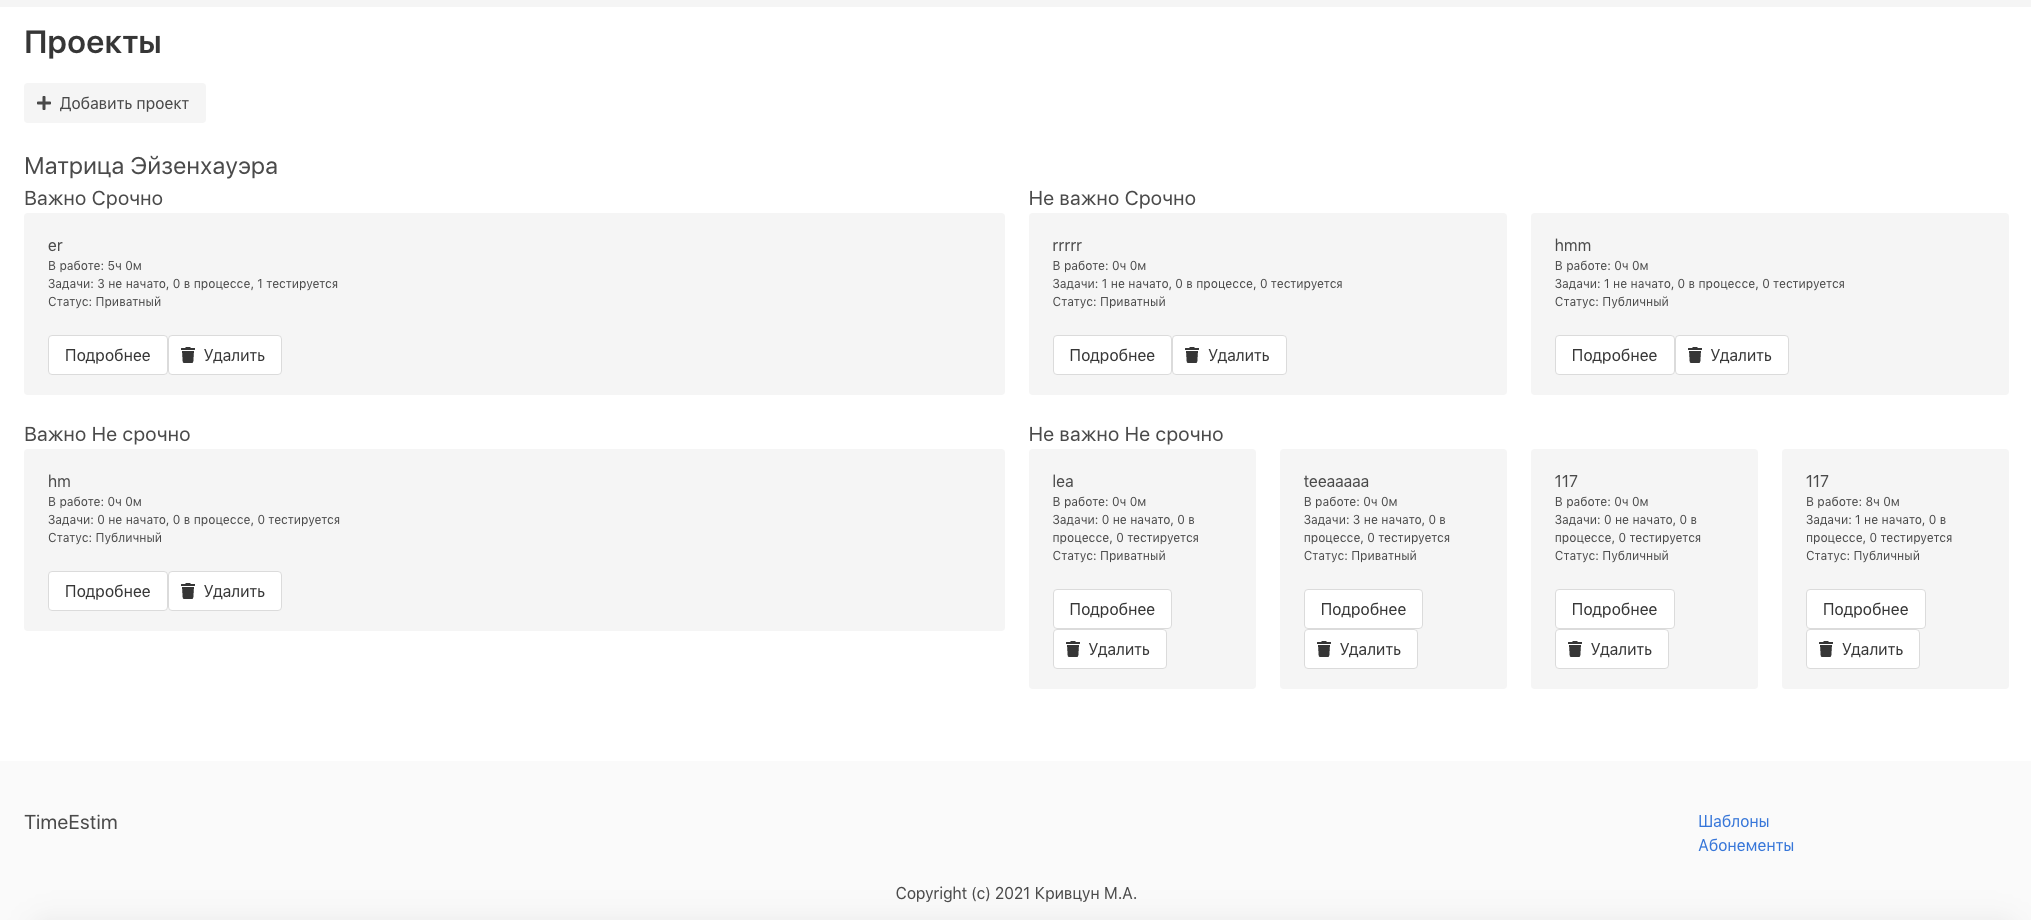 Проекты
Добавить проект
Матрица Эйзенхауэра
Важно Срочно
er
В работе: 5ч 0м
Задачи: 3 не начато, 0 в процессе, 1 тестируется
Статус: Приватный
Подробнее
Удалить
Не важно Срочно
rrrrr
В работе: 0ч 0м
Задачи: 1 не начато, 0 в процессе, 0 тестируется
Статус: Приватный
Подробнее
Удалить
hmm
В работе: 0ч 0м
Задачи: 1 не начато, 0 в процессе, 0 тестируется
Статус: Публичный
Подробнее
Удалить
Важно Не срочно
hm
В работе: 0ч 0м
Задачи: 0 не начато, 0 в процессе, 0 тестируется
Статус: Публичный
Подробнее
Удалить
Не важно Не срочно
lea
В работе: 0ч 0м
Задачи: 0 не начато, 0 в
процессе, 0 тестируется
Статус: Приватный
Подробнее
Удалить
teeaaaaa
В работе: 0ч 0м
Задачи: 3 не начато, 0 в
процессе, 0 тестируется
Статус: Приватный
Подробнее
Удалить
117
В работе: 0ч 0м
Задачи: 0 не начато, 0 в
процессе, 0 тестируется
Статус: Публичный
Подробнее
Удалить
117
В работе: 8ч 0м
Задачи: 1 не начато, 0 в
процессе, 0 тестируется
Статус: Публичный
Подробнее
Удалить
TimeEstim
Шаблоны
Абонементы
Copyright (c) 2021 Кривцун М.А.